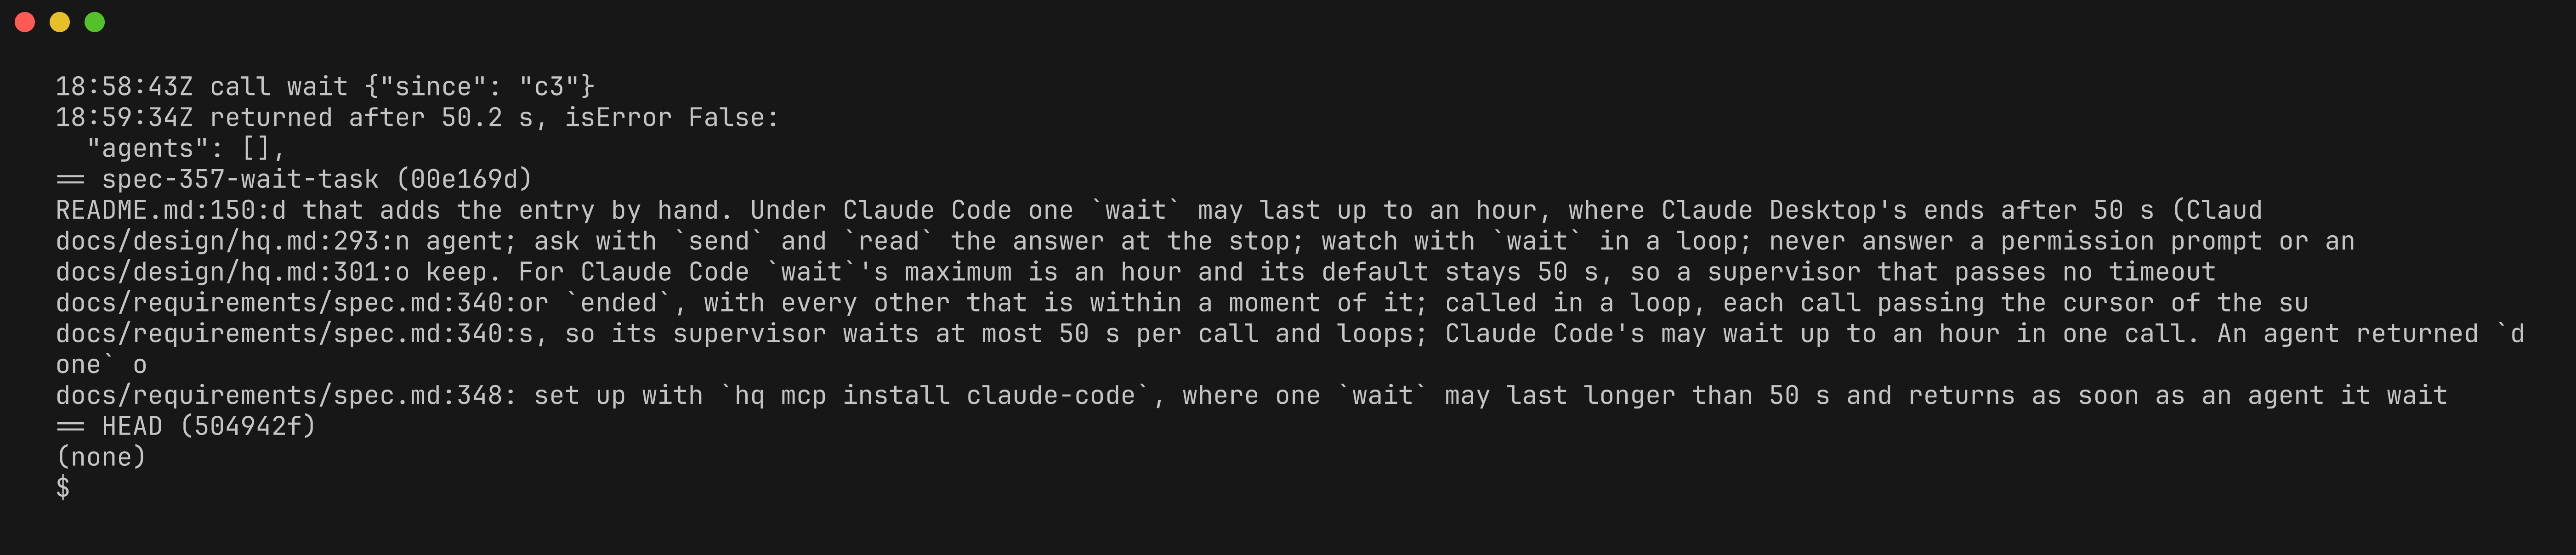 18:58:43Z call wait {"since": "c3"}
18:59:34Z returned after 50.2 s, isError False:
  "agents": [],
== spec-357-wait-task (00e169d)
README.md:150:d that adds the entry by hand. Under Claude Code one `wait` may last up to an hour, where Claude Desktop's ends after 50 s (Claud
docs/design/hq.md:293:n agent; ask with `send` and `read` the answer at the stop; watch with `wait` in a loop; never answer a permission prompt or an
docs/design/hq.md:301:o keep. For Claude Code `wait`'s maximum is an hour and its default stays 50 s, so a supervisor that passes no timeout
docs/requirements/spec.md:340:or `ended`, with every other that is within a moment of it; called in a loop, each call passing the cursor of the su
docs/requirements/spec.md:340:s, so its supervisor waits at most 50 s per call and loops; Claude Code's may wait up to an hour in one call. An agent returned `d
one` o
docs/requirements/spec.md:348: set up with `hq mcp install claude-code`, where one `wait` may last longer than 50 s and returns as soon as an agent it wait
== HEAD (504942f)
(none)
$